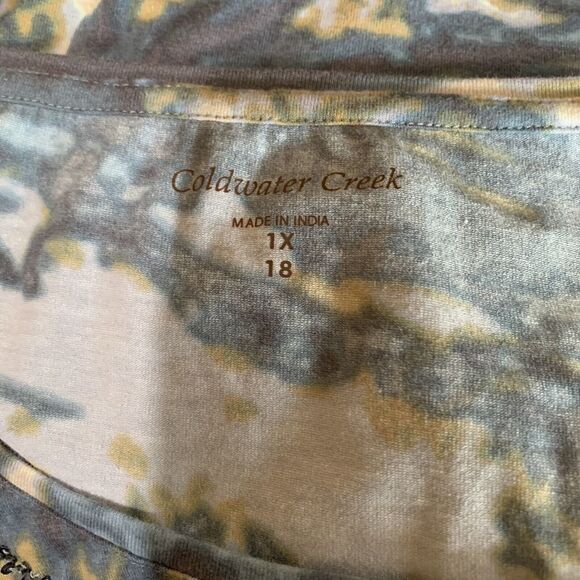 Coldwater Creek
MADE IN INDIA
1X
18